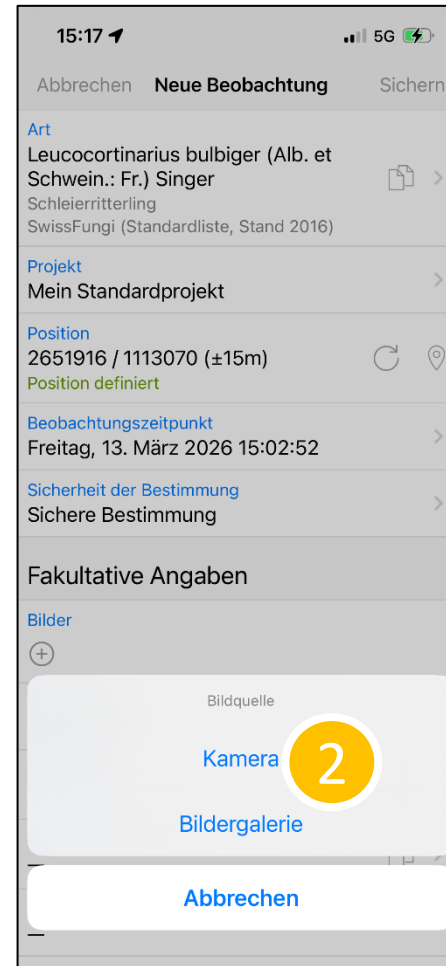 15:17 5G
Abbrechen Neue Beobachtung Sichern
Art
Leucocortinarius bulbiger (Alb. et
Schwein.: Fr.) Singer
Schleierritterling
SwissFungi (Standardliste, Stand 2016)
Projekt
Mein Standardprojekt
Position
2651916 / 1113070 (±15m)
Position definiert
Beobachtungszeitpunkt
Freitag, 13. März 2026 15:02:52
Sicherheit der Bestimmung
Sichere Bestimmung
Fakultative Angaben
Bilder
Bildquelle
Kamera 2
Bildergalerie
Abbrechen